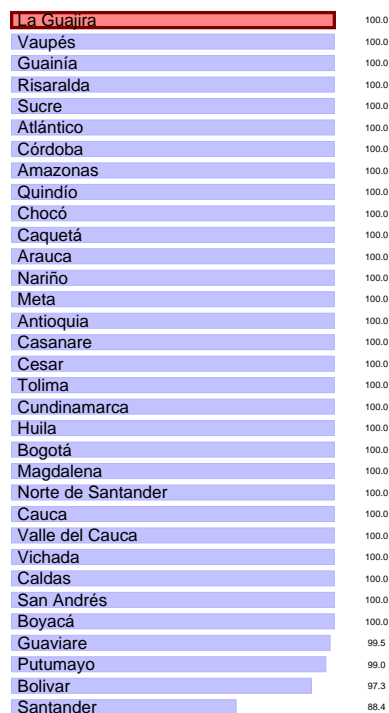 La Guajira 100.0
Vaupés 100.0
Guainía 100.0
Risaralda 100.0
Sucre 100.0
Atlántico 100.0
Córdoba 100.0
Amazonas 100.0
Quindío 100.0
Chocó 100.0
Caquetá 100.0
Arauca 100.0
Nariño 100.0
Meta 100.0
Antioquia 100.0
Casanare 100.0
Cesar 100.0
Tolima 100.0
Cundinamarca 100.0
Huila 100.0
Bogotá 100.0
Magdalena 100.0
Norte de Santander 100.0
Cauca 100.0
Valle del Cauca 100.0
Vichada 100.0
Caldas 100.0
San Andrés 100.0
Boyacá 100.0
Guaviare 99.5
Putumayo 99.0
Bolivar 97.3
Santander 88.4